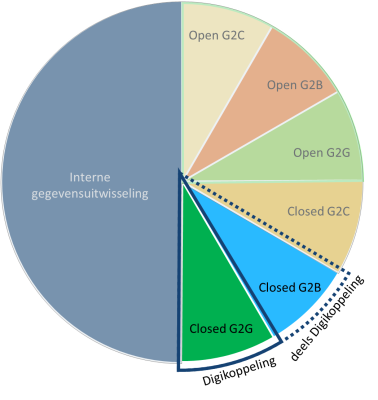 Open G2C
Open G2B
Open G2G
Interne
gegevensuitwisseling
Closed G2C
Closed G2B
Closed G2G
deels Digikoppeling
Digikoppeling